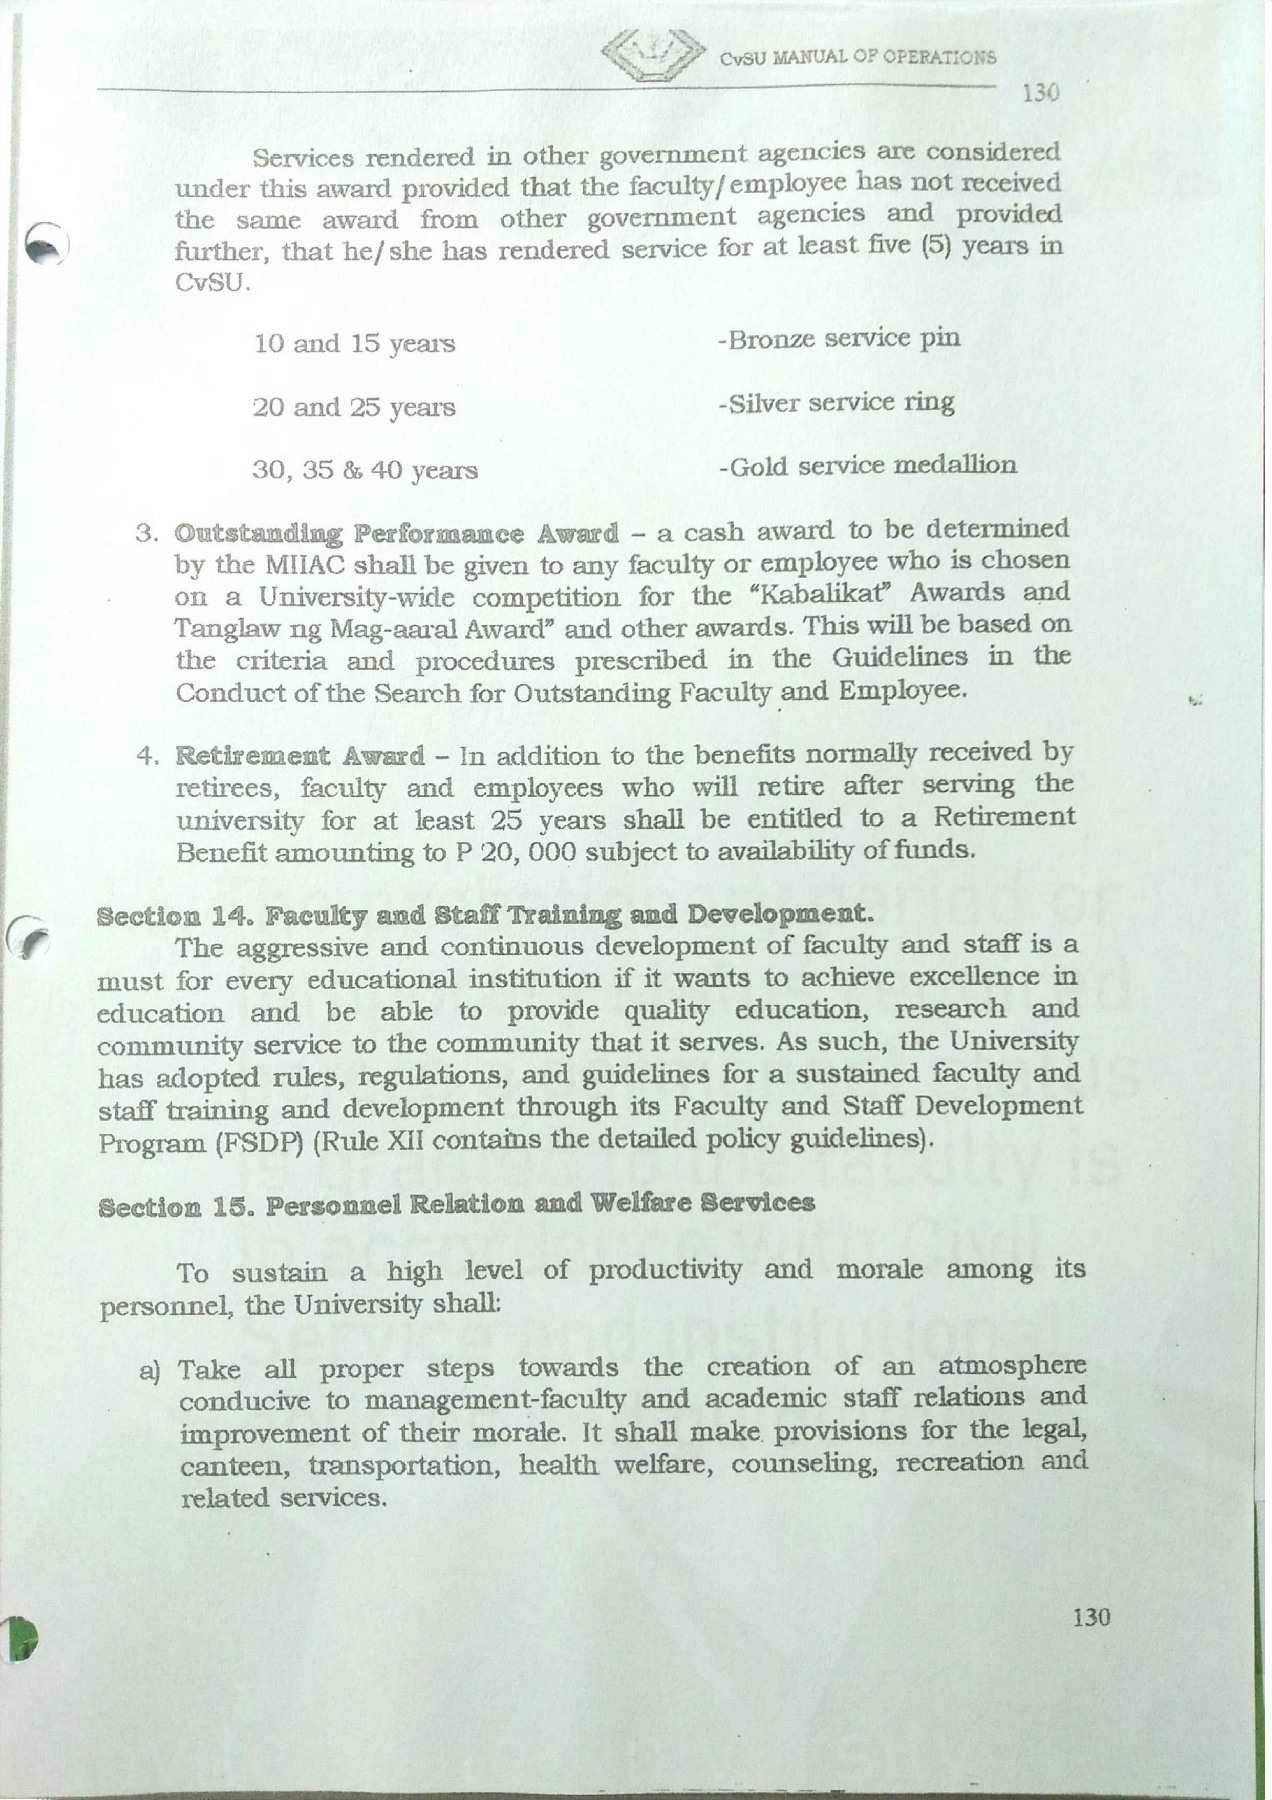 CvSU MANUAL OF OPERATIONS
130
Services rendered in other government agencies are considered
under this award provided that the faculty/employee has not received
the same award from other government agencies and provided
further, that he/she has rendered service for at least five (5) years in
CvSU.
10 and 15 years -Bronze service pin
20 and 25 years -Silver service ring
30, 35 & 40 years -Gold service medallion
3. Outstanding Performance Award – a cash award to be determined
by the MIIAC shall be given to any faculty or employee who is chosen
on a University-wide competition for the “Kabalikat” Awards and
Tanglaw ng Mag-aaral Award” and other awards. This will be based on
the criteria and procedures prescribed in the Guidelines in the
Conduct of the Search for Outstanding Faculty and Employee.
4. Retirement Award – In addition to the benefits normally received by
retirees, faculty and employees who will retire after serving the
university for at least 25 years shall be entitled to a Retirement
Benefit amounting to P 20, 000 subject to availability of funds.
Section 14. Faculty and Staff Training and Development.
The aggressive and continuous development of faculty and staff is a
must for every educational institution if it wants to achieve excellence in
education and be able to provide quality education, research and
community service to the community that it serves. As such, the University
has adopted rules, regulations, and guidelines for a sustained faculty and
staff training and development through its Faculty and Staff Development
Program (FSDP) (Rule XII contains the detailed policy guidelines).
Section 15. Personnel Relation and Welfare Services
To sustain a high level of productivity and morale among its
personnel, the University shall:
a) Take all proper steps towards the creation of an atmosphere
conducive to management-faculty and academic staff relations and
improvement of their morale. It shall make provisions for the legal,
canteen, transportation, health welfare, counseling, recreation and
related services.
130